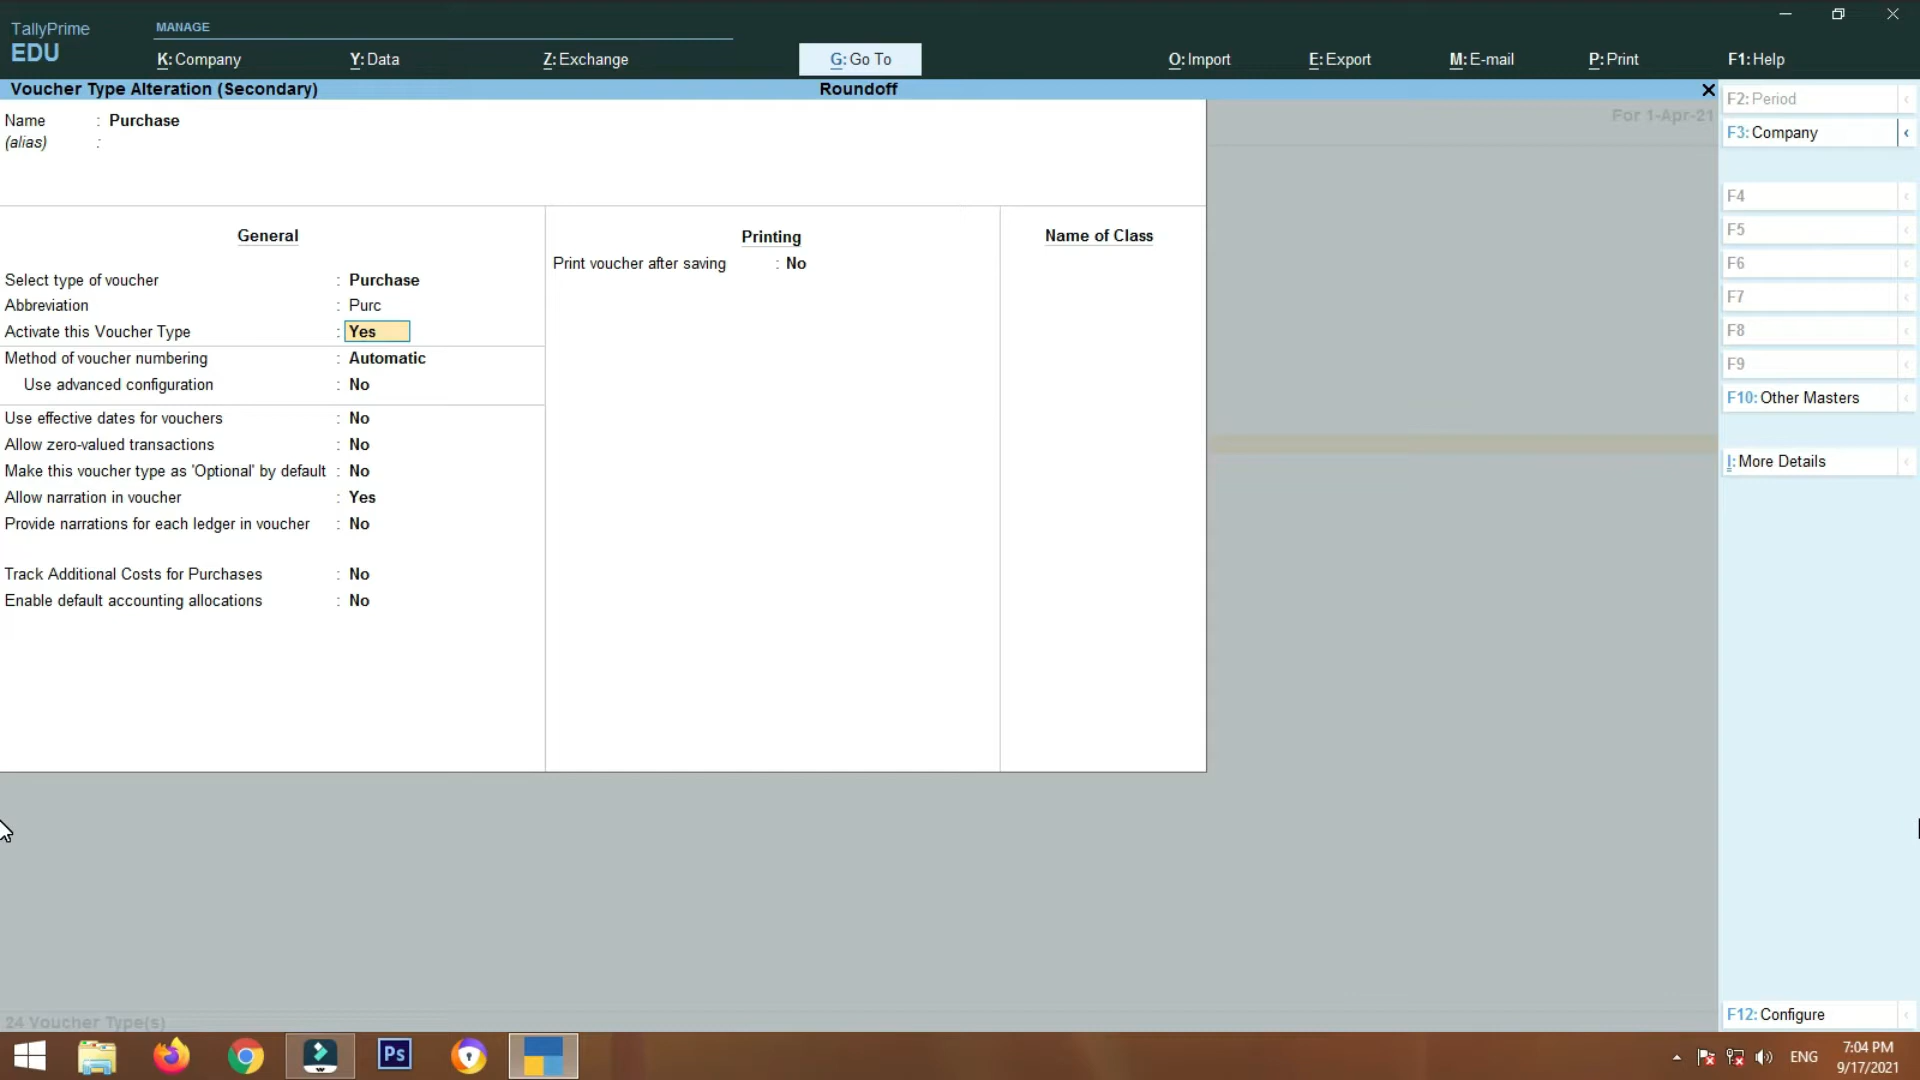 TallyPrime
EDU
MANAGE
K: Company
Y: Data
Z: Exchange
G: Go To
O: Import
E: Export
M: E-mail
P: Print
F1: Help
Voucher Type Alteration (Secondary)
Roundoff
Name : Purchase
(alias) :
For 1-Apr-21
General
Select type of voucher : Purchase
Abbreviation : Purc
Activate this Voucher Type : Yes
Method of voucher numbering : Automatic
Use advanced configuration : No
Use effective dates for vouchers : No
Allow zero-valued transactions : No
Make this voucher type as 'Optional' by default : No
Allow narration in voucher : Yes
Provide narrations for each ledger in voucher : No
Track Additional Costs for Purchases : No
Enable default accounting allocations : No
Printing
Print voucher after saving : No
Name of Class
F2: Period
F3: Company
F4
F5
F6
F7
F8
F9
F10: Other Masters
I: More Details
F12: Configure
24 Voucher Type(s)
Ps
ENG
7:04 PM
9/17/2021